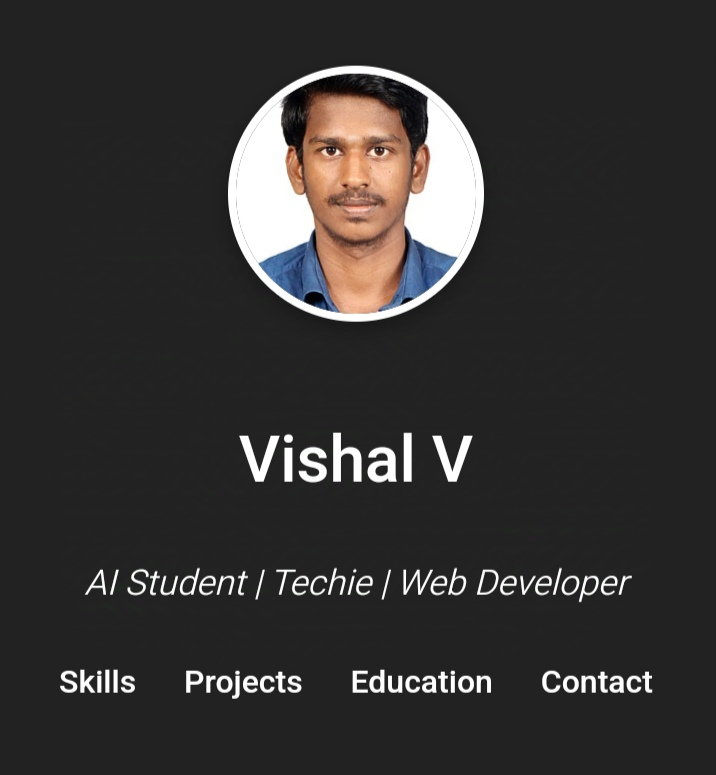 Vishal V
AI Student | Techie | Web Developer
Skills Projects Education Contact